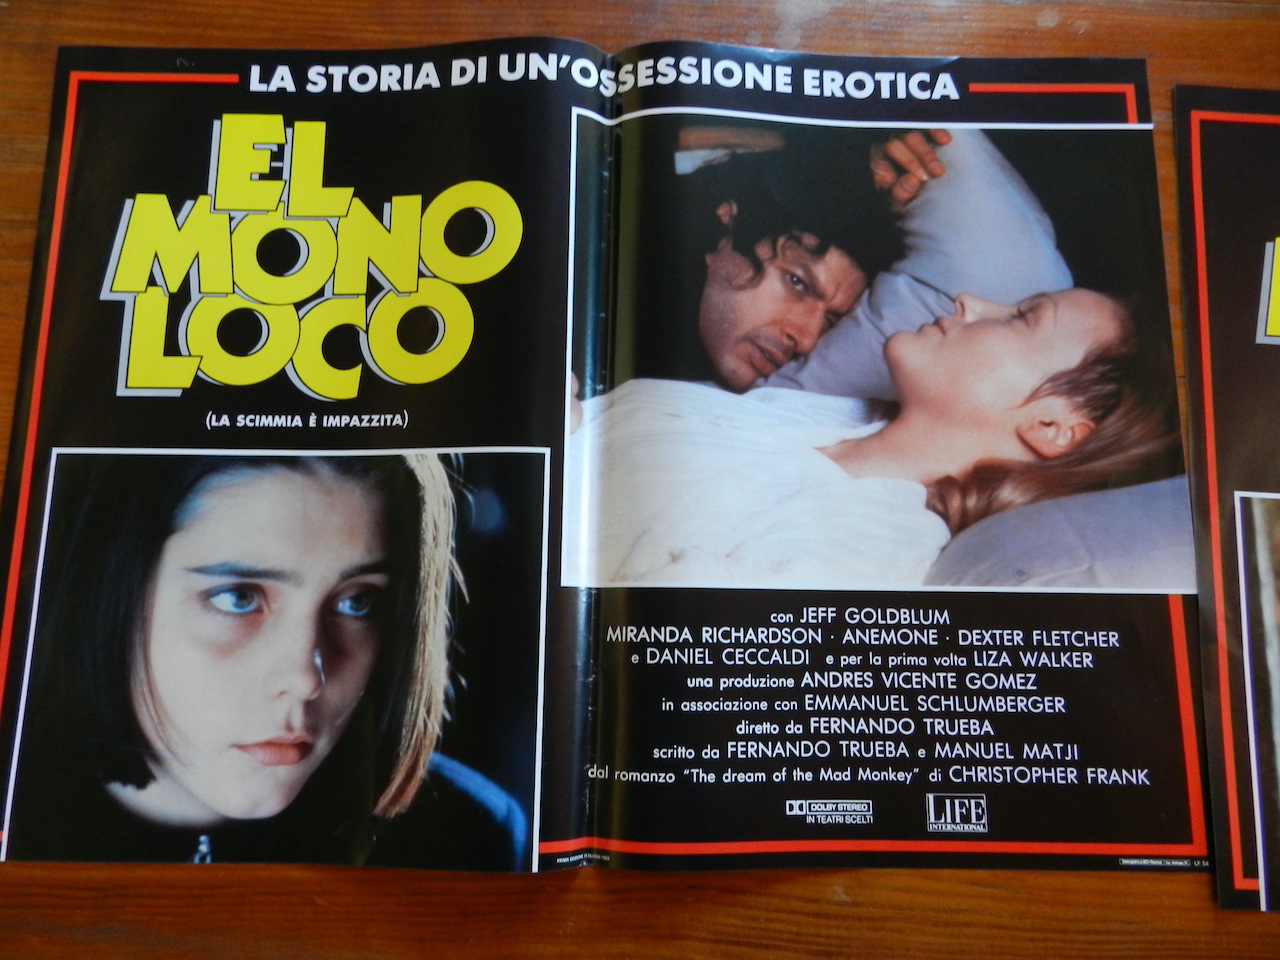 LA STORIA DI UN'OSSESSIONE EROTICA
EL
MONO
LOCO
(LA SCIMMIA È IMPAZZITA)
con JEFF GOLDBLUM
MIRANDA RICHARDSON · ANEMONE · DEXTER FLETCHER
e DANIEL CECCALDI e per la prima volta LIZA WALKER
una produzione ANDRES VICENTE GOMEZ
in associazione con EMMANUEL SCHLUMBERGER
diretto da FERNANDO TRUEBA
scritto da FERNANDO TRUEBA e MANUEL MATJI
dal romanzo "The dream of the Mad Monkey" di CHRISTOPHER FRANK
DOLBY STEREO
IN TEATRI SCELTI
LIFE
INTERNATIONAL